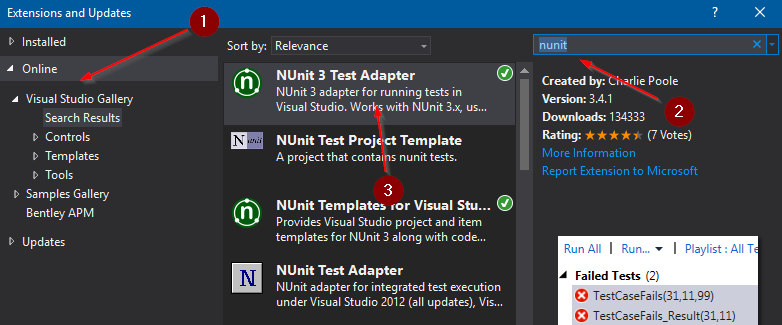 Extensions and Updates
? X
1
Installed
Online
Visual Studio Gallery
Search Results
Controls
Templates
Tools
Samples Gallery
Bentley APM
Updates
Sort by: Relevance
NUnit 3 Test Adapter
NUnit 3 adapter for running tests in
Visual Studio. Works with NUnit 3.x, us...
3
Nunit
NUnit Test Project Template
A project that contains nunit tests.
NUnit Templates for Visual Stu...
Provides Visual Studio project and item
templates for NUnit 3 along with code...
N
NUnit Test Adapter
NUnit adapter for integrated test execution
under Visual Studio 2012 (all updates), Vis...
nunit
2
Created by: Charlie Poole
Version: 3.4.1
Downloads: 134333
Rating: (7 Votes)
More Information
Report Extension to Microsoft
Run All | Run... | Playlist : All Te
Failed Tests (2)
TestCaseFails(31,11,99)
TestCaseFails_Result(31,11)